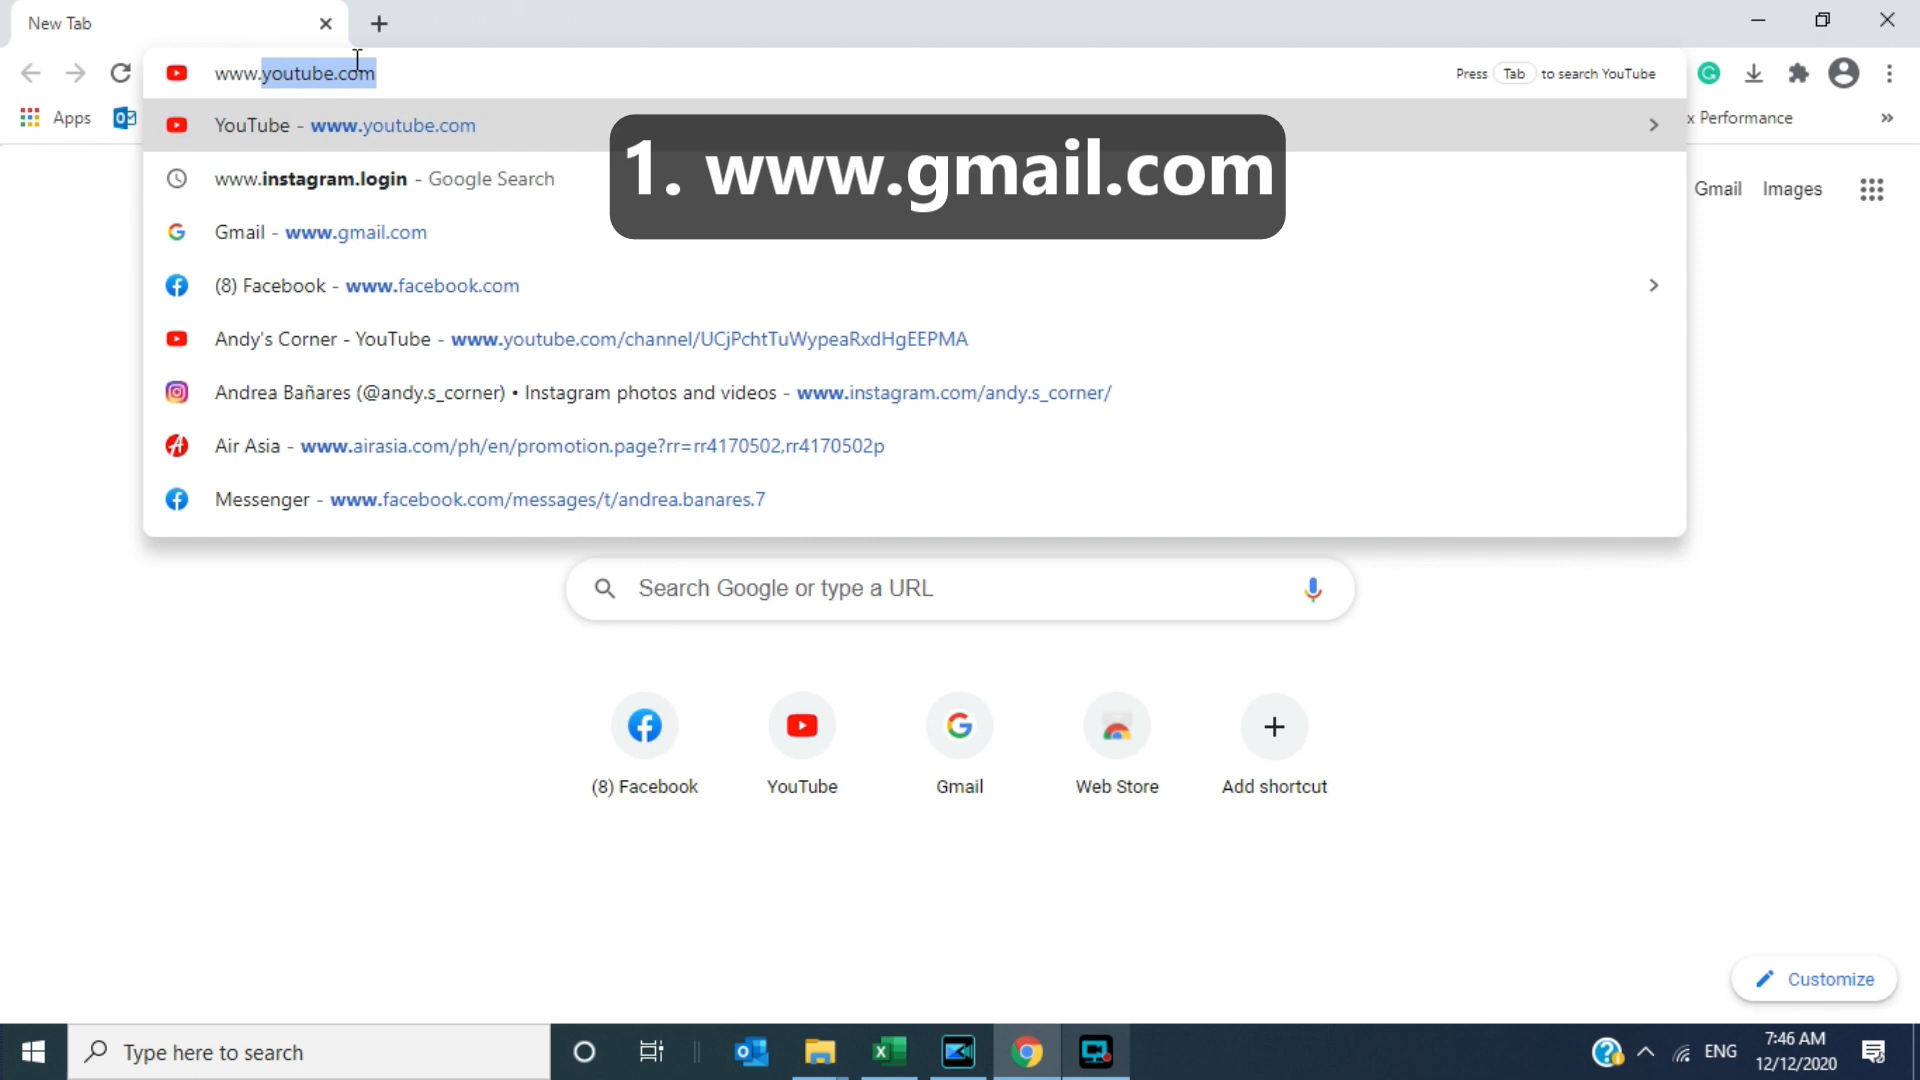 New Tab
www.youtube.com
Press Tab to search YouTube
Apps
YouTube - www.youtube.com
x Performance
1. www.gmail.com
www.instagram.login - Google Search
Gmail
Images
Gmail - www.gmail.com
(8) Facebook - www.facebook.com
Andy's Corner - YouTube - www.youtube.com/channel/UCjPchtTuWypeaRxdHgEEPMA
Andrea Bañares (@andy.s_corner) • Instagram photos and videos - www.instagram.com/andy.s_corner/
Air Asia - www.airasia.com/ph/en/promotion.page?rr=rr4170502,rr4170502p
Messenger - www.facebook.com/messages/t/andrea.banares.7
Search Google or type a URL
(8) Facebook
YouTube
Gmail
Web Store
Add shortcut
Customize
Type here to search
ENG
7:46 AM
12/12/2020